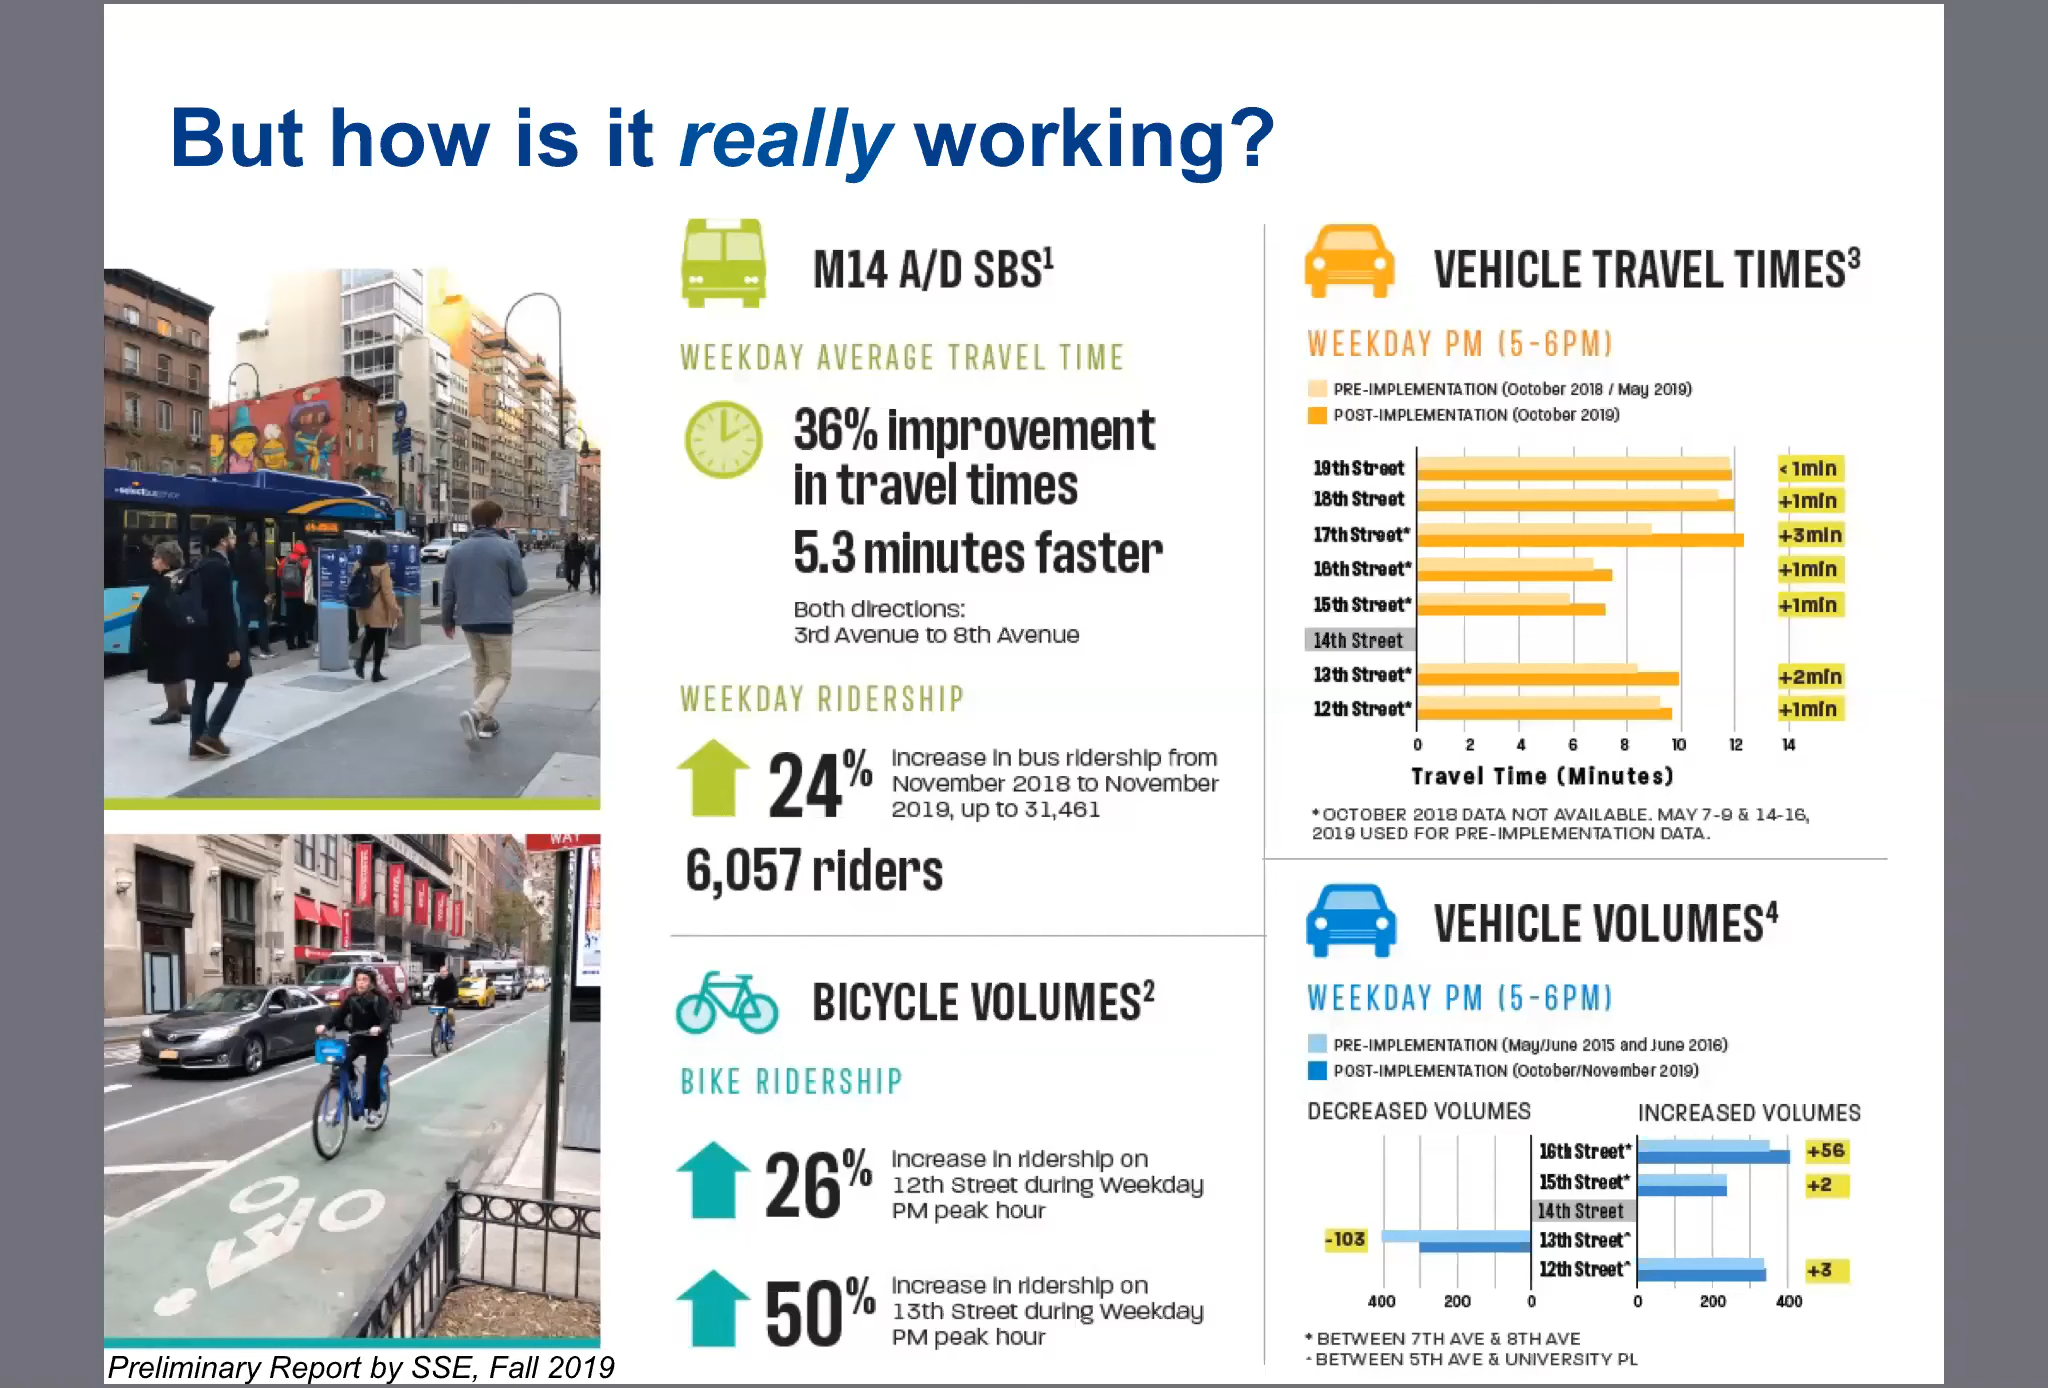 But how is it really working?
M14 A/D SBS¹
WEEKDAY AVERAGE TRAVEL TIME
36% improvement
in travel times
5.3 minutes faster
Both directions:
3rd Avenue to 8th Avenue
WEEKDAY RIDERSHIP
24%
Increase in bus ridership from
November 2018 to November
2019, up to 31,461
6,057 riders
BICYCLE VOLUMES²
BIKE RIDERSHIP
26%
Increase in ridership on
12th Street during Weekday
PM peak hour
50%
Increase in ridership on
13th Street during Weekday
PM peak hour
VEHICLE TRAVEL TIMES³
WEEKDAY PM (5-6PM)
PRE-IMPLEMENTATION (October 2018 / May 2019)
POST-IMPLEMENTATION (October 2019)
19th Street <1min
18th Street +1min
17th Street* +3min
16th Street* +1min
15th Street* +1min
14th Street
13th Street* +2min
12th Street* +1min
0 2 4 6 8 10 12 14
Travel Time (Minutes)
*OCTOBER 2018 DATA NOT AVAILABLE. MAY 7-9 & 14-16,
2019 USED FOR PRE-IMPLEMENTATION DATA.
VEHICLE VOLUMES⁴
WEEKDAY PM (5-6PM)
PRE-IMPLEMENTATION (May/June 2015 and June 2016)
POST-IMPLEMENTATION (October/November 2019)
DECREASED VOLUMES INCREASED VOLUMES
16th Street* +56
15th Street* +2
14th Street
-103 13th Street^
12th Street^ +3
400 200 0 0 200 400
* BETWEEN 7TH AVE & 8TH AVE
^ BETWEEN 5TH AVE & UNIVERSITY PL
WAY
Preliminary Report by SSE, Fall 2019